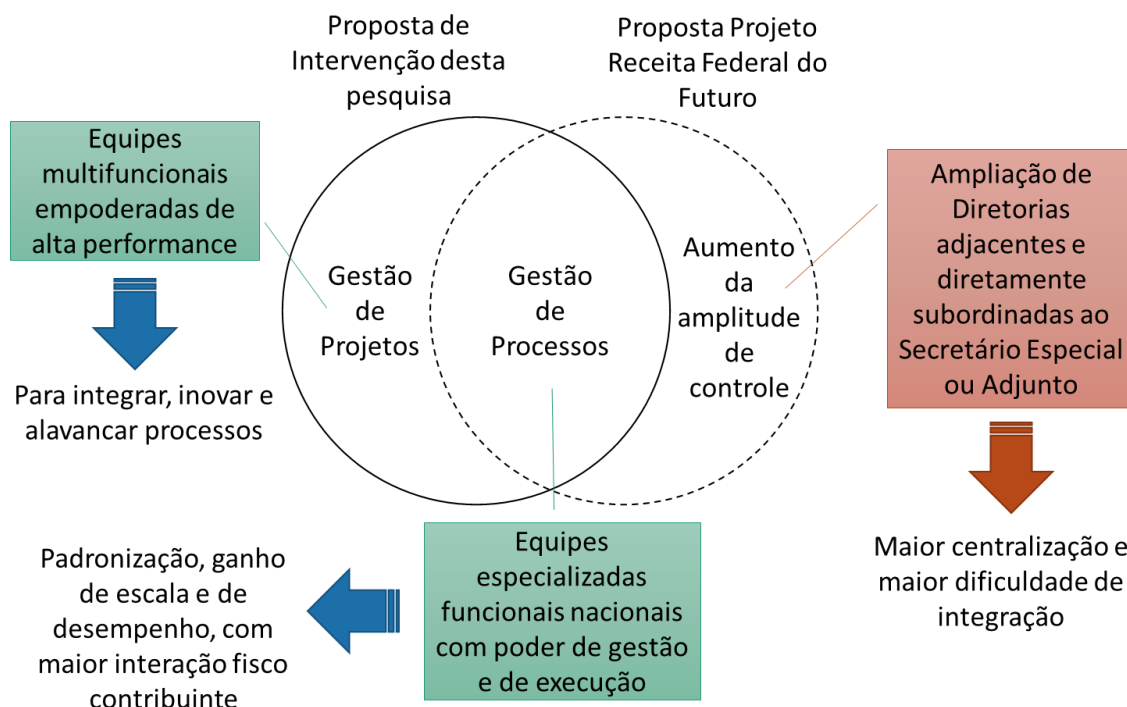 Proposta de
Intervenção desta
pesquisa
Proposta Projeto
Receita Federal do
Futuro
Equipes
multifuncionais
empoderadas de
alta performance
Para integrar, inovar e
alavancar processos
Gestão
de
Projetos
Gestão
de
Processos
Aumento
da
amplitude
de
controle
Ampliação de
Diretorias
adjacentes e
diretamente
subordinadas ao
Secretário Especial
ou Adjunto
Maior centralização e
maior dificuldade de
integração
Equipes
especializadas
funcionais nacionais
com poder de gestão
e de execução
Padronização, ganho
de escala e de
desempenho, com
maior interação fisco
contribuinte